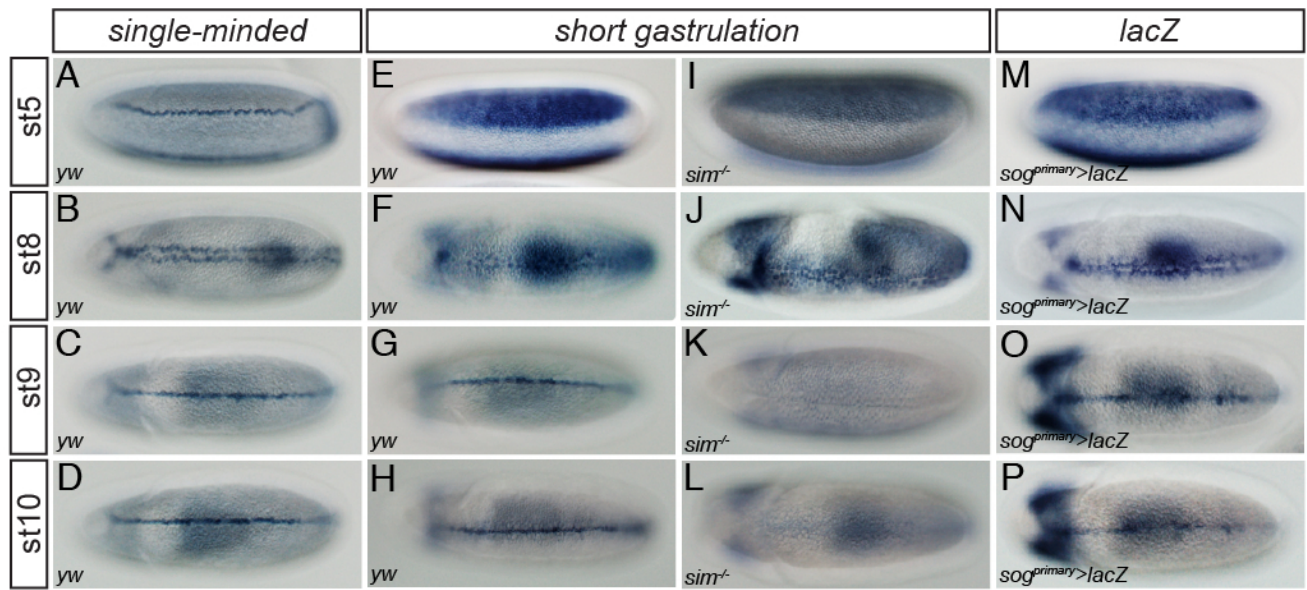 single-minded short gastrulation lacZ
st5
A E I M
yw yw sim-/- sogprimary>lacZ
st8
B F J N
yw yw sim-/- sogprimary>lacZ
st9
C G K O
yw yw sim-/- sogprimary>lacZ
st10
D H L P
yw yw sim-/- sogprimary>lacZ